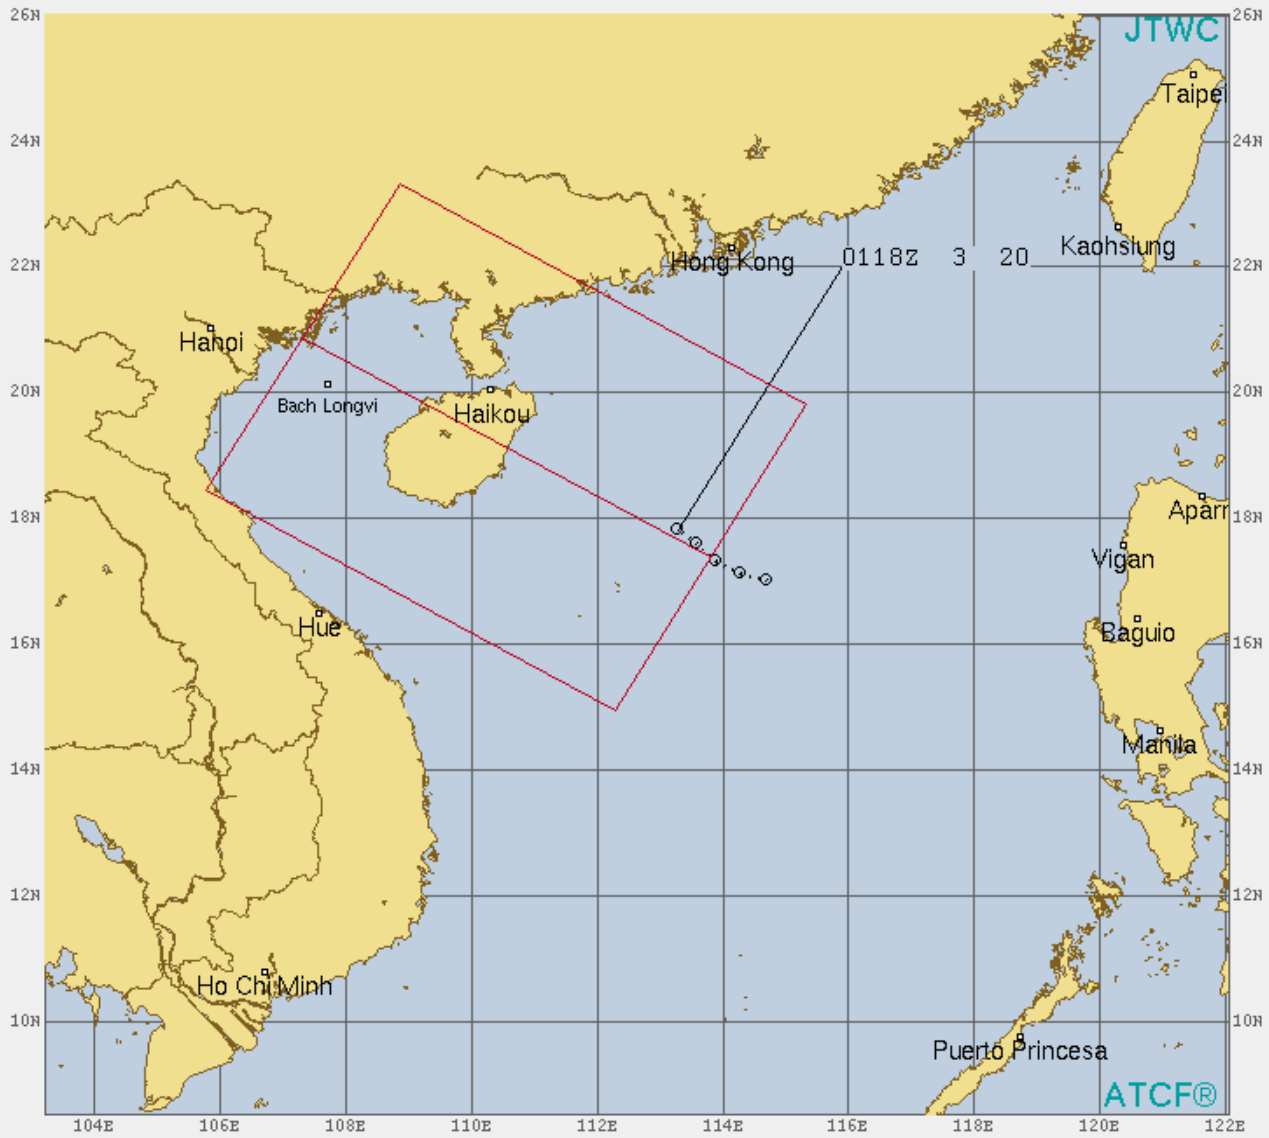 26N
26N
JTWC
Taipei
24N
24N
Kaohsiung
22N
Hong Kong
0118Z 3 20
22N
Hanoi
20N
Bach Longvi
Haikou
20N
18N
Aparr
18N
Vigan
16N
Hue
Baguio
16N
14N
Manila
14N
12N
12N
Ho Chi Minh
10N
10N
Puerto Princesa
ATCF®
104E 106E 108E 110E 112E 114E 116E 118E 120E 122E